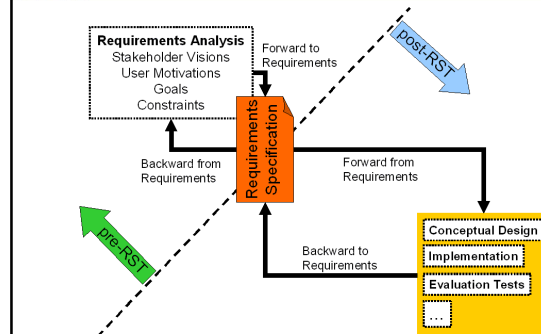 Requirements Analysis
Stakeholder Visions
User Motivations
Goals
Constraints
Forward to
Requirements
post-RST
Requirements
Specification
Backward from
Requirements
Forward from
Requirements
pre-RST
Backward to
Requirements
Conceptual Design
Implementation
Evaluation Tests
...